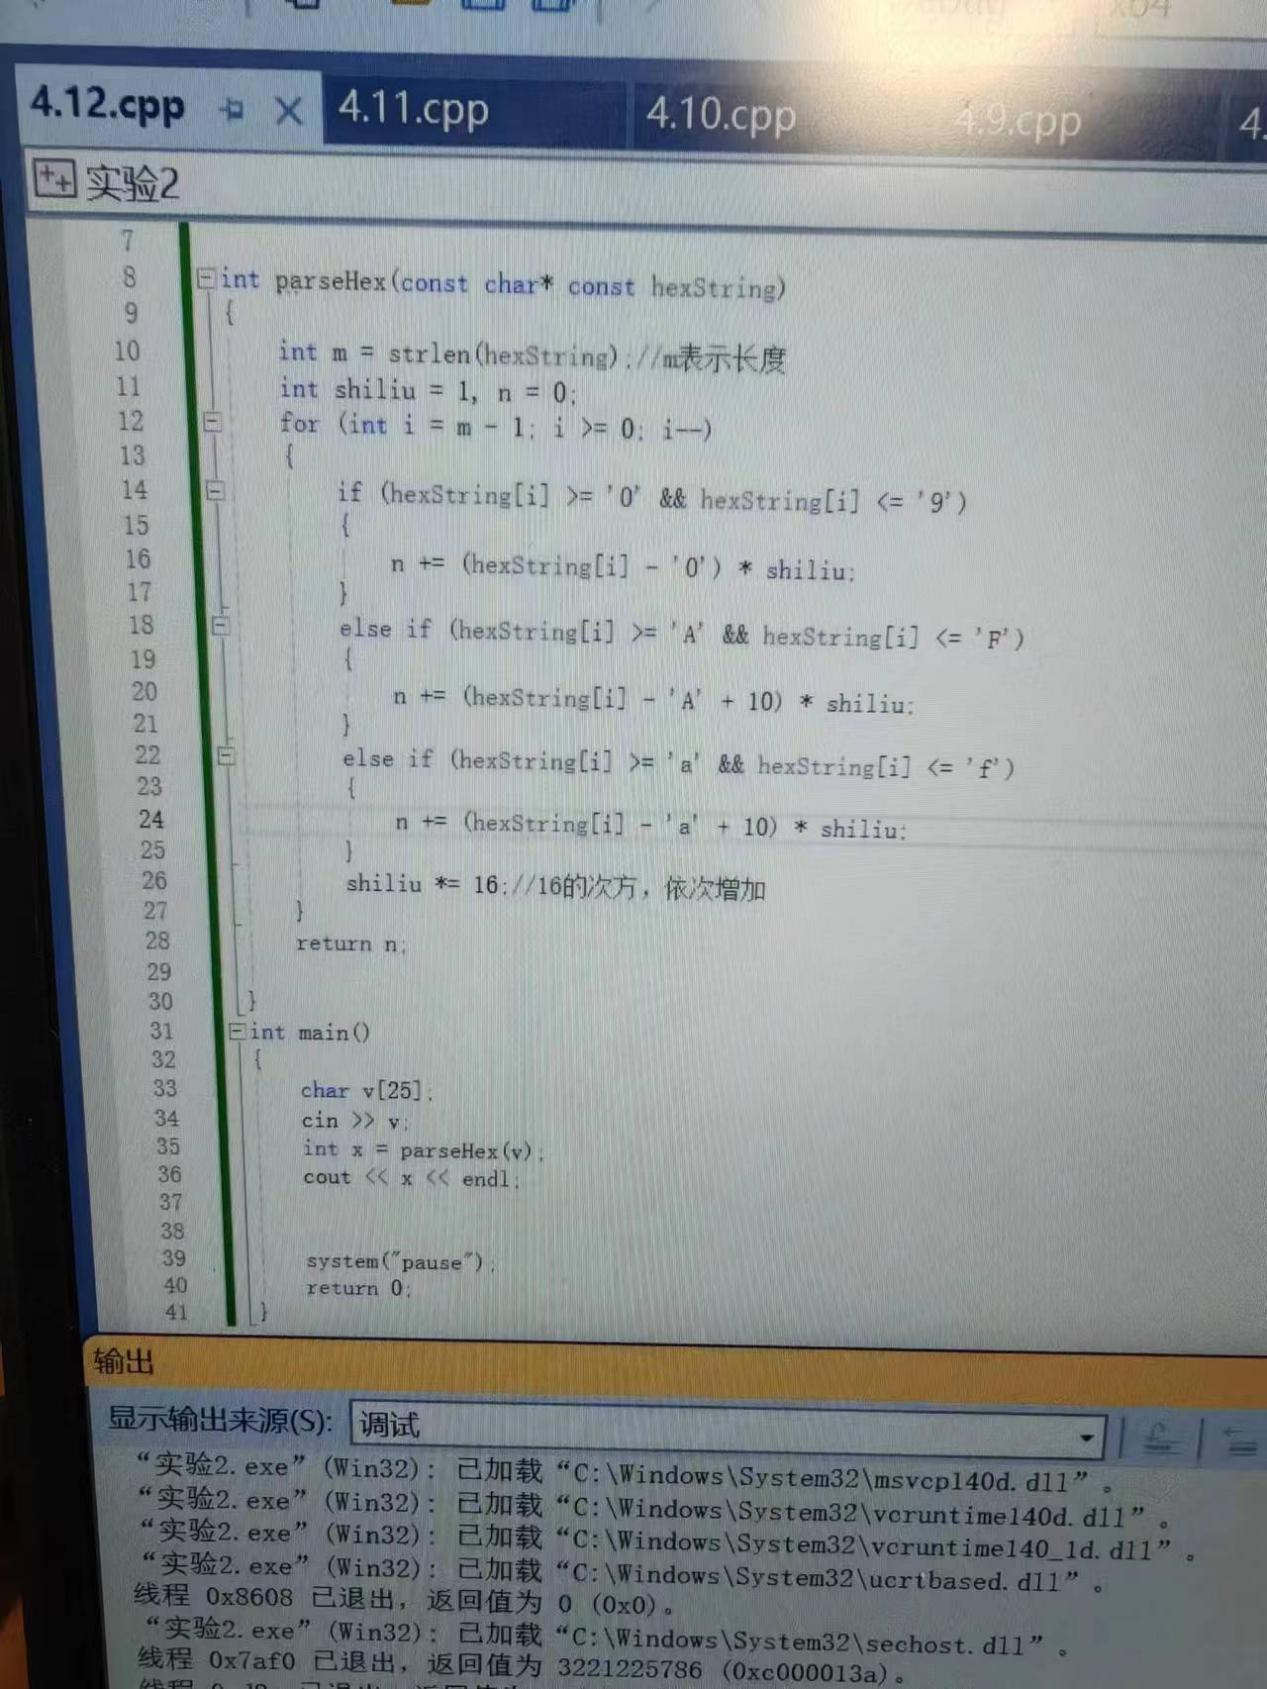 x64
4.12.cpp
4.11.cpp
4.10.cpp
4.9.cpp
4.
实验2
7
8 int parseHex(const char* const hexString)
9 {
10 int m = strlen(hexString);//m表示长度
11 int shiliu = 1, n = 0;
12 for (int i = m - 1; i >= 0; i--)
13 {
14 if (hexString[i] >= '0' && hexString[i] <= '9')
15 {
16 n += (hexString[i] - '0') * shiliu;
17 }
18 else if (hexString[i] >= 'A' && hexString[i] <= 'F')
19 {
20 n += (hexString[i] - 'A' + 10) * shiliu;
21 }
22 else if (hexString[i] >= 'a' && hexString[i] <= 'f')
23 {
24 n += (hexString[i] - 'a' + 10) * shiliu;
25 }
26 shiliu *= 16;//16的次方，依次增加
27 }
28 return n;
29
30 }
31 int main()
32 {
33 char v[25];
34 cin >> v;
35 int x = parseHex(v);
36 cout << x << endl;
37
38
39 system("pause");
40 return 0;
41 }
输出
显示输出来源(S): 调试
“实验2.exe” (Win32): 已加载 “C:\Windows\System32\msvcp140d.dll”。
“实验2.exe” (Win32): 已加载 “C:\Windows\System32\vcruntime140d.dll”。
“实验2.exe” (Win32): 已加载 “C:\Windows\System32\vcruntime140_1d.dll”。
“实验2.exe” (Win32): 已加载 “C:\Windows\System32\ucrtbased.dll”。
线程 0x8608 已退出，返回值为 0 (0x0)。
“实验2.exe” (Win32): 已加载 “C:\Windows\System32\sechost.dll”。
线程 0x7af0 已退出，返回值为 3221225786 (0xc000013a)。